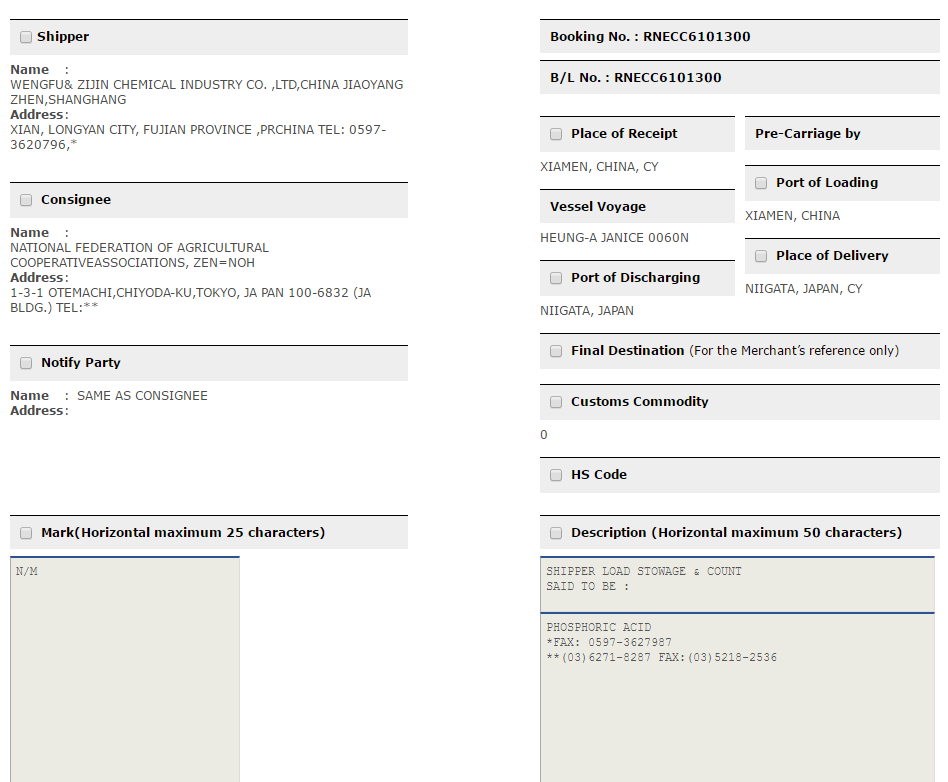 Shipper
Name :
WENGFU& ZIJIN CHEMICAL INDUSTRY CO. ,LTD,CHINA JIAOYANG
ZHEN,SHANGHANG
Address:
XIAN, LONGYAN CITY, FUJIAN PROVINCE ,PRCHINA TEL: 0597-
3620796,*
Consignee
Name :
NATIONAL FEDERATION OF AGRICULTURAL
COOPERATIVEASSOCIATIONS, ZEN=NOH
Address:
1-3-1 OTEMACHI,CHIYODA-KU,TOKYO, JA PAN 100-6832 (JA
BLDG.) TEL:**
Notify Party
Name : SAME AS CONSIGNEE
Address:
Booking No. : RNECC6101300
B/L No. : RNECC6101300
Place of Receipt
XIAMEN, CHINA, CY
Vessel Voyage
HEUNG-A JANICE 0060N
Port of Discharging
NIIGATA, JAPAN
Pre-Carriage by
Port of Loading
XIAMEN, CHINA
Place of Delivery
NIIGATA, JAPAN, CY
Final Destination (For the Merchant's reference only)
Customs Commodity
0
HS Code
Mark(Horizontal maximum 25 characters)
N/M
Description (Horizontal maximum 50 characters)
SHIPPER LOAD STOWAGE & COUNT
SAID TO BE :
PHOSPHORIC ACID
*FAX: 0597-3627987
**(03)6271-8287 FAX:(03)5218-2536